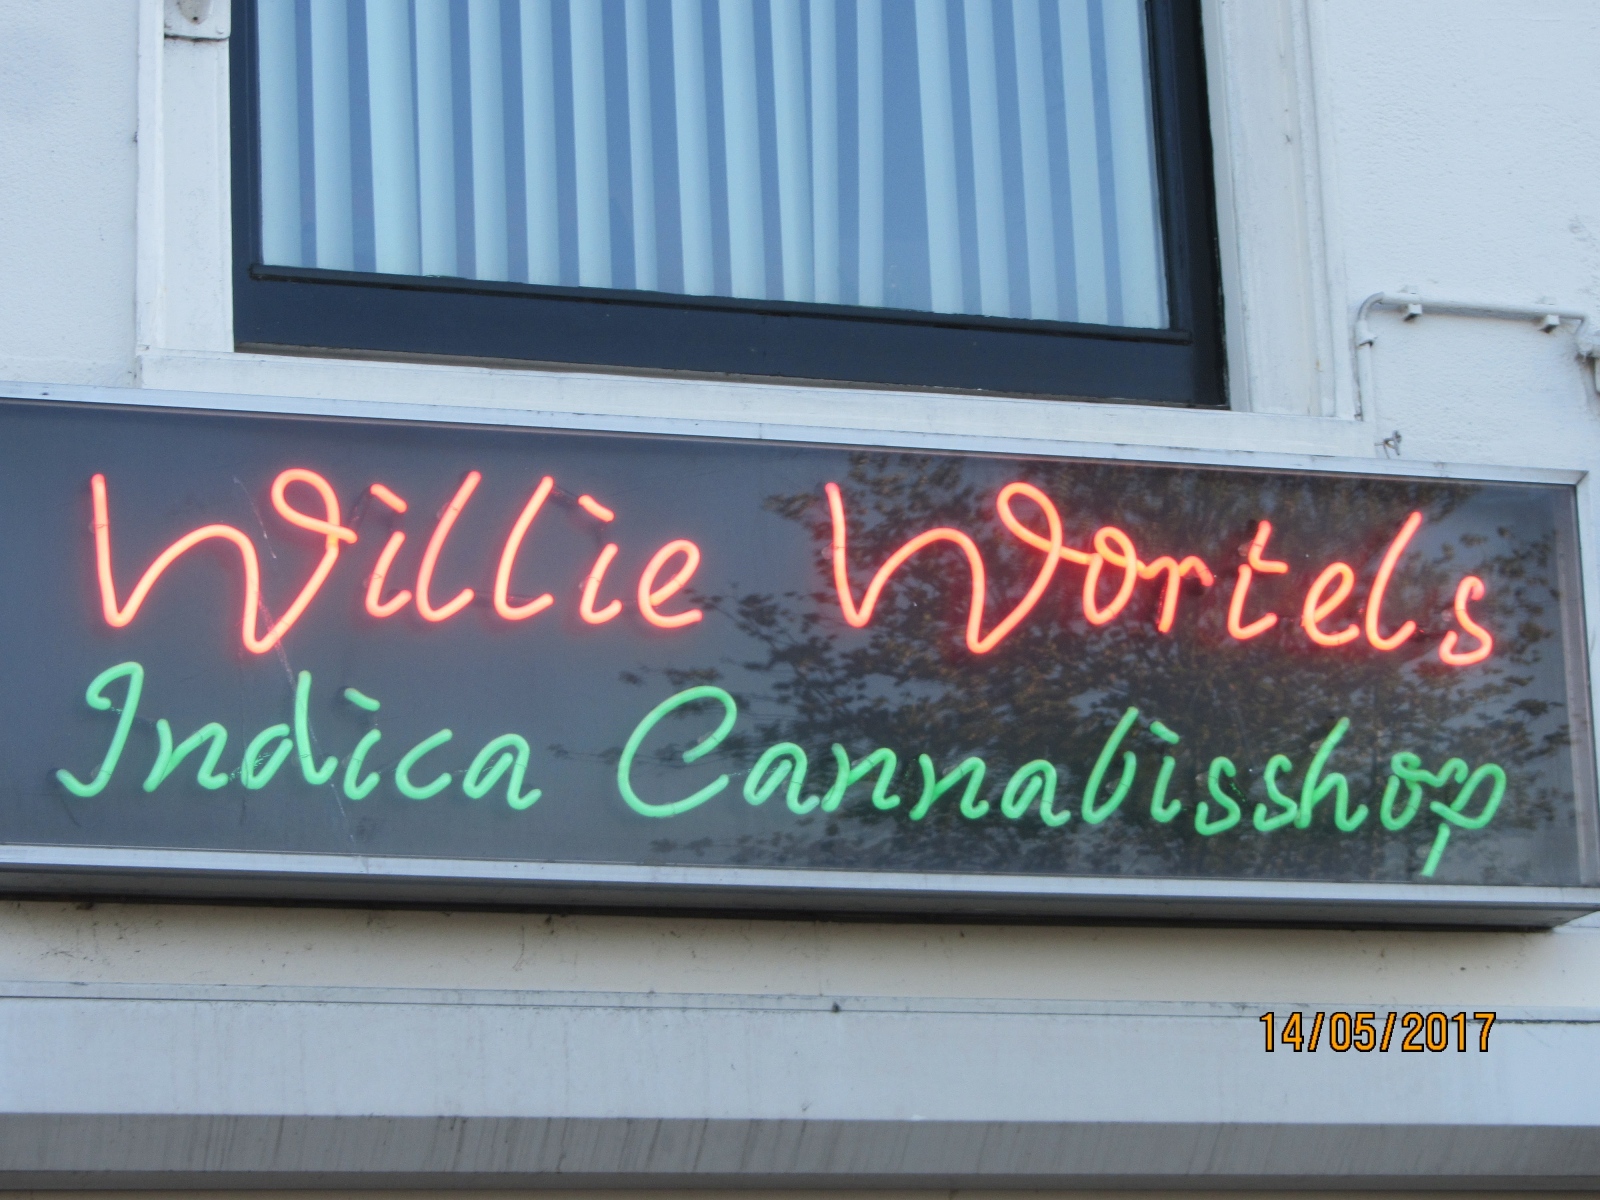 Willie Wortels
Indica Cannabisshop
14/05/2017